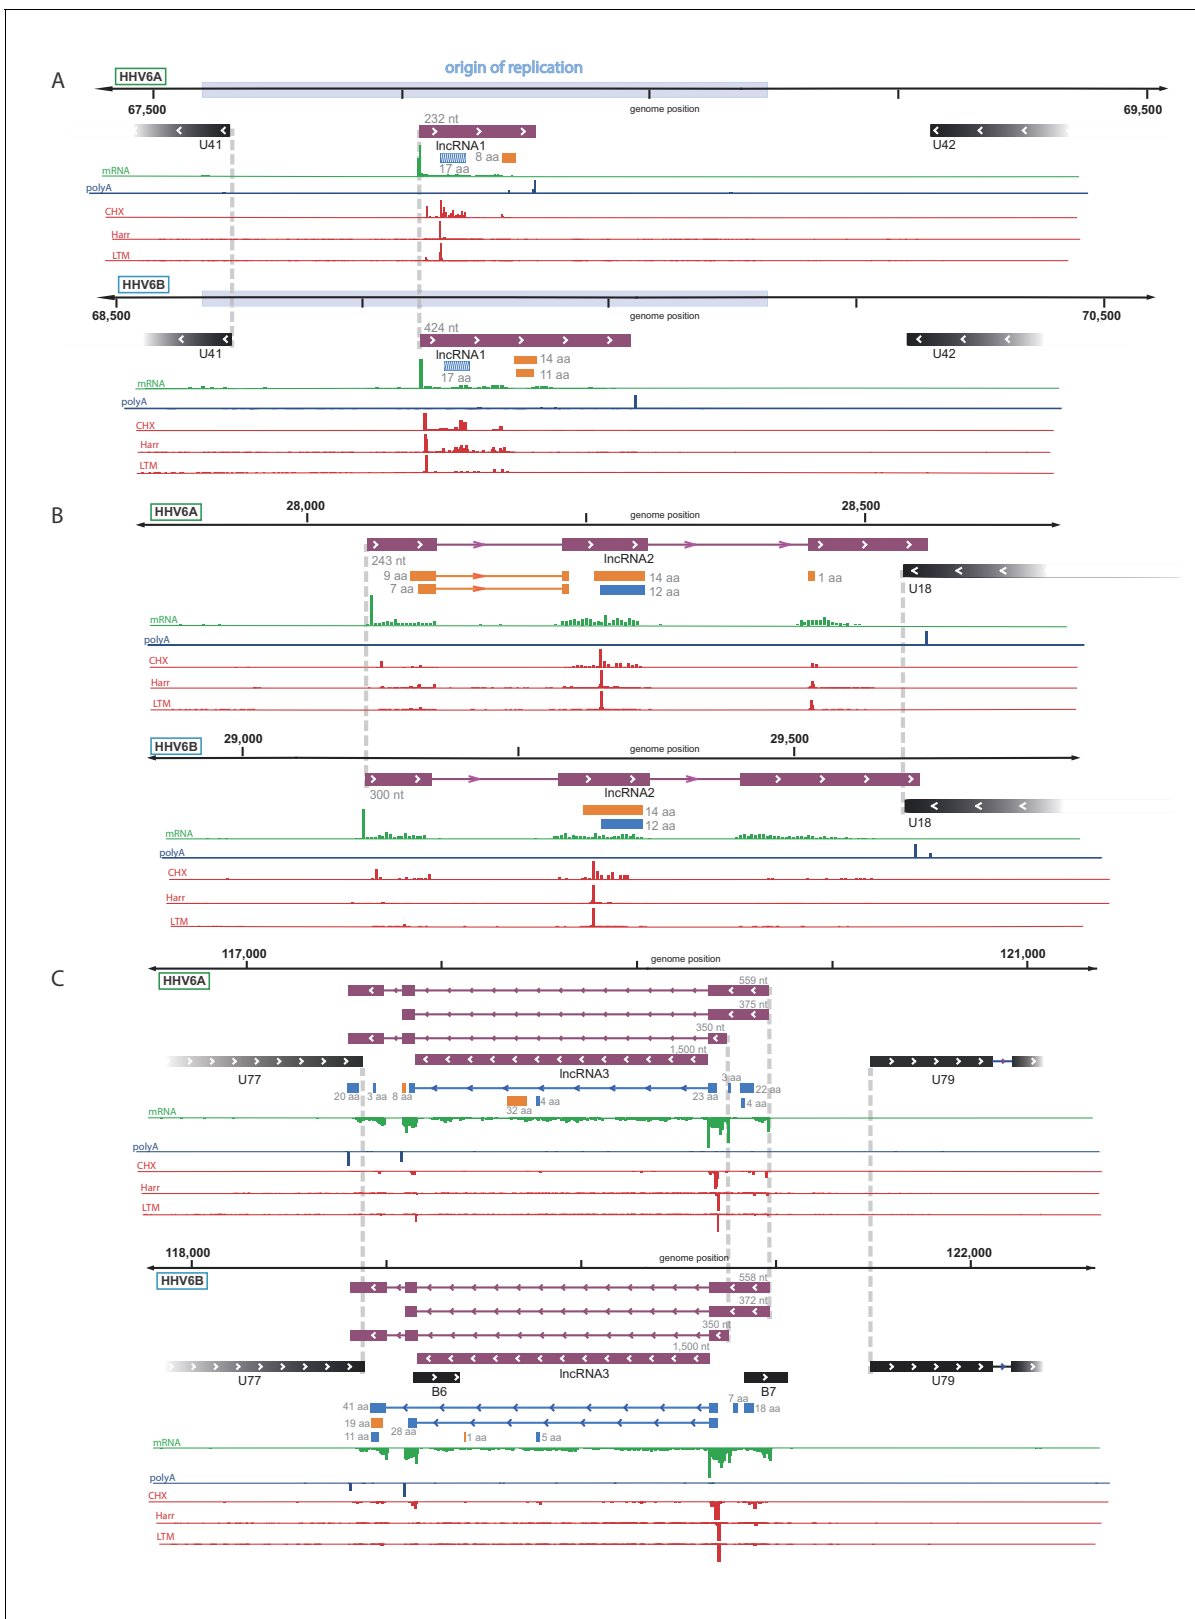 A
HHV6A
origin of replication
67,500
genome position
69,500
232 nt
U41
lncRNA1
8 aa
17 aa
U42
mRNA
polyA
CHX
Harr
LTM
HHV6B
68,500
genome position
70,500
424 nt
U41
lncRNA1
14 aa
17 aa
11 aa
U42
mRNA
polyA
CHX
Harr
LTM
B
HHV6A
28,000
genome position
28,500
243 nt
lncRNA2
9 aa
14 aa
1 aa
7 aa
12 aa
U18
mRNA
polyA
CHX
Harr
LTM
HHV6B
29,000
genome position
29,500
300 nt
lncRNA2
14 aa
12 aa
U18
mRNA
polyA
CHX
Harr
LTM
C
117,000
genome position
121,000
HHV6A
559 nt
375 nt
350 nt
1,500 nt
U77
lncRNA3
U79
20 aa
3 aa
8 aa
32 aa
4 aa
23 aa
3 aa
22 aa
4 aa
mRNA
polyA
CHX
Harr
LTM
118,000
genome position
122,000
HHV6B
558 nt
372 nt
350 nt
1,500 nt
U77
lncRNA3
U79
B6
B7
41 aa
7 aa
18 aa
19 aa
28 aa
11 aa
1 aa
5 aa
mRNA
polyA
CHX
Harr
LTM